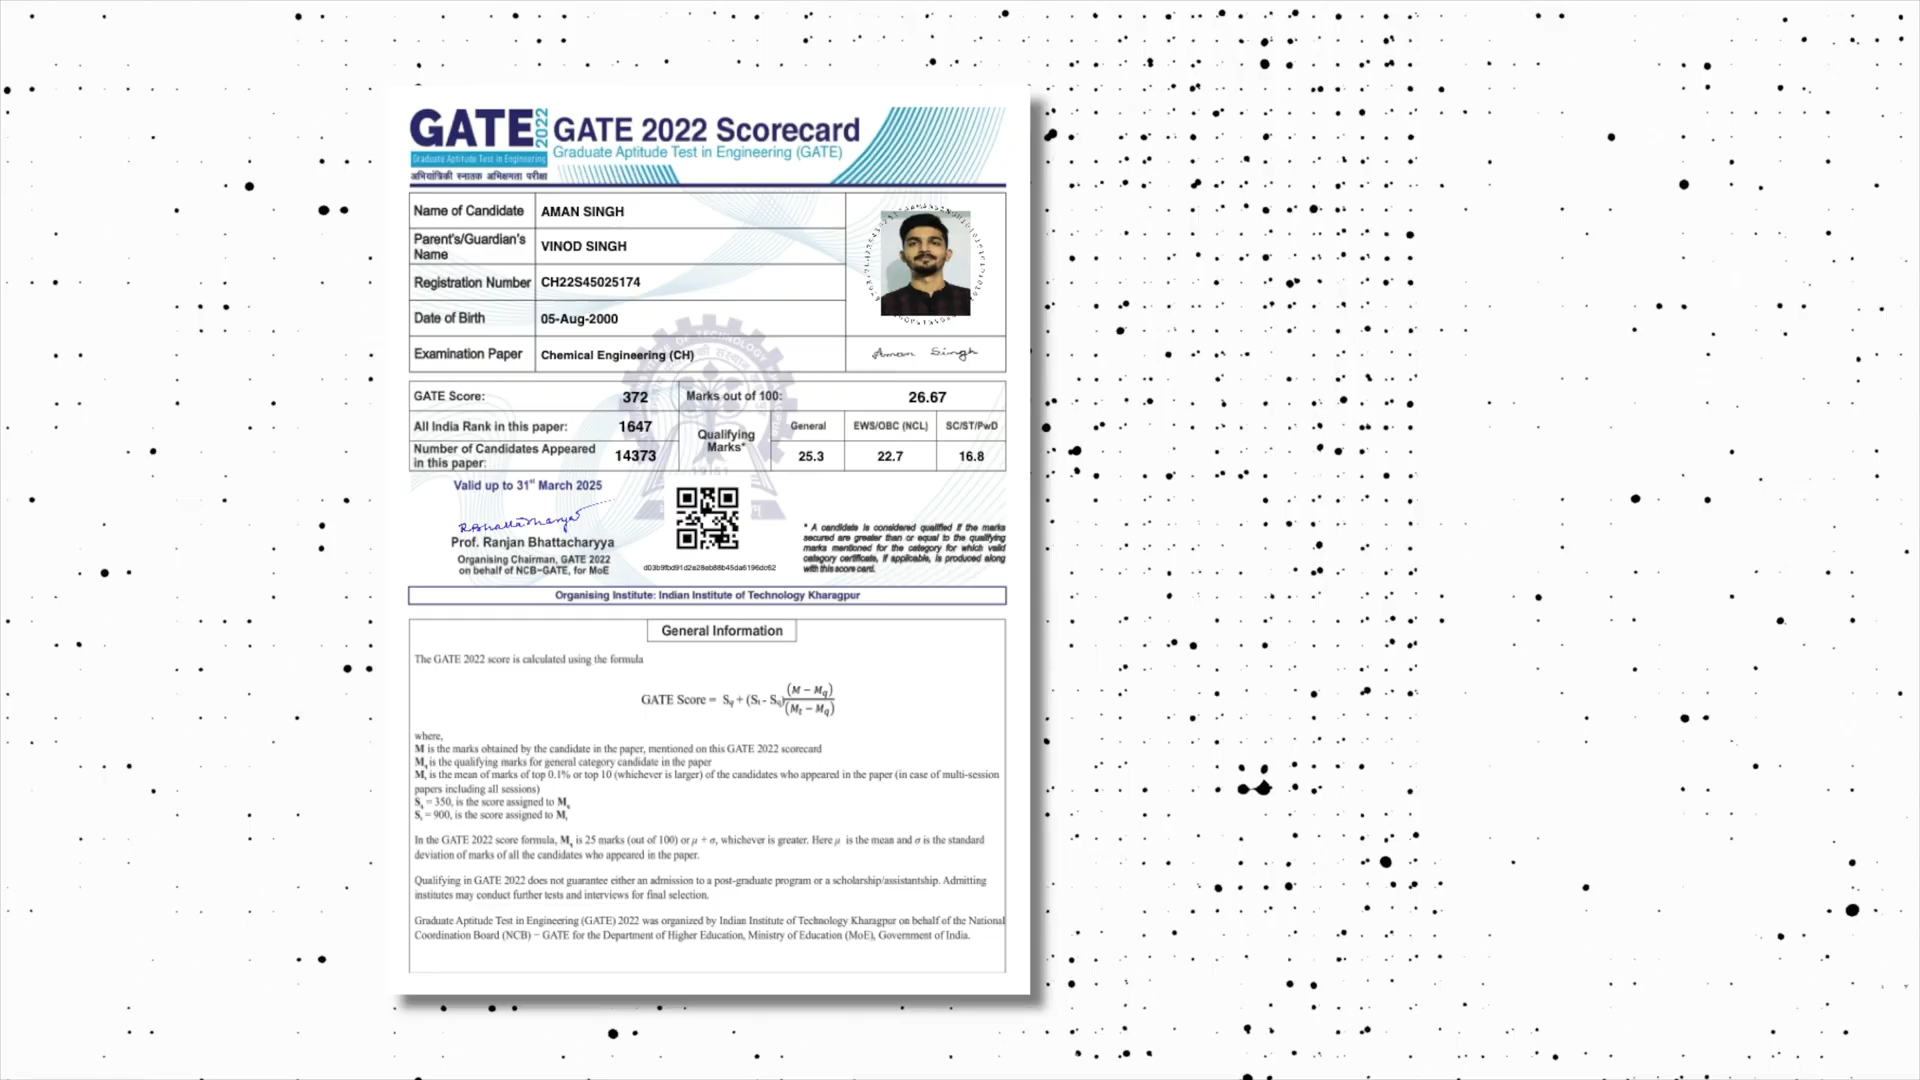 GATE 2022
Graduate Aptitude Test in Engineering
अभियांत्रिकी स्नातक अभिक्षमता परीक्षा
GATE 2022 Scorecard
Graduate Aptitude Test in Engineering (GATE)
Name of Candidate AMAN SINGH
Parent's/Guardian's Name VINOD SINGH
Registration Number CH22S45025174
Date of Birth 05-Aug-2000
Examination Paper Chemical Engineering (CH)
Aman Singh
GATE Score: 372 Marks out of 100: 26.67
All India Rank in this paper: 1647 Qualifying Marks* General EWS/OBC (NCL) SC/ST/PwD
Number of Candidates Appeared in this paper: 14373 25.3 22.7 16.8
Valid up to 31st March 2025
Prof. Ranjan Bhattacharyya
Organising Chairman, GATE 2022
on behalf of NCB-GATE, for MoE
d03b9fbd91d2e28eb88b45da6196dc62
* A candidate is considered qualified if the marks
secured are greater than or equal to the qualifying
marks mentioned for the category for which valid
category certificate, if applicable, is produced along
with this score card.
Organising Institute: Indian Institute of Technology Kharagpur
General Information
The GATE 2022 score is calculated using the formula
GATE Score = Sq + (St - Sq) (M − Mq) / (Mt − Mq)
where,
M is the marks obtained by the candidate in the paper, mentioned on this GATE 2022 scorecard
Mq is the qualifying marks for general category candidate in the paper
Mt is the mean of marks of top 0.1% or top 10 (whichever is larger) of the candidates who appeared in the paper (in case of multi-session
papers including all sessions)
Sq = 350, is the score assigned to Mq
St = 900, is the score assigned to Mt
In the GATE 2022 score formula, Mq is 25 marks (out of 100) or μ + σ, whichever is greater. Here μ is the mean and σ is the standard
deviation of marks of all the candidates who appeared in the paper.
Qualifying in GATE 2022 does not guarantee either an admission to a post-graduate program or a scholarship/assistantship. Admitting
institutes may conduct further tests and interviews for final selection.
Graduate Aptitude Test in Engineering (GATE) 2022 was organized by Indian Institute of Technology Kharagpur on behalf of the National
Coordination Board (NCB) – GATE for the Department of Higher Education, Ministry of Education (MoE), Government of India.